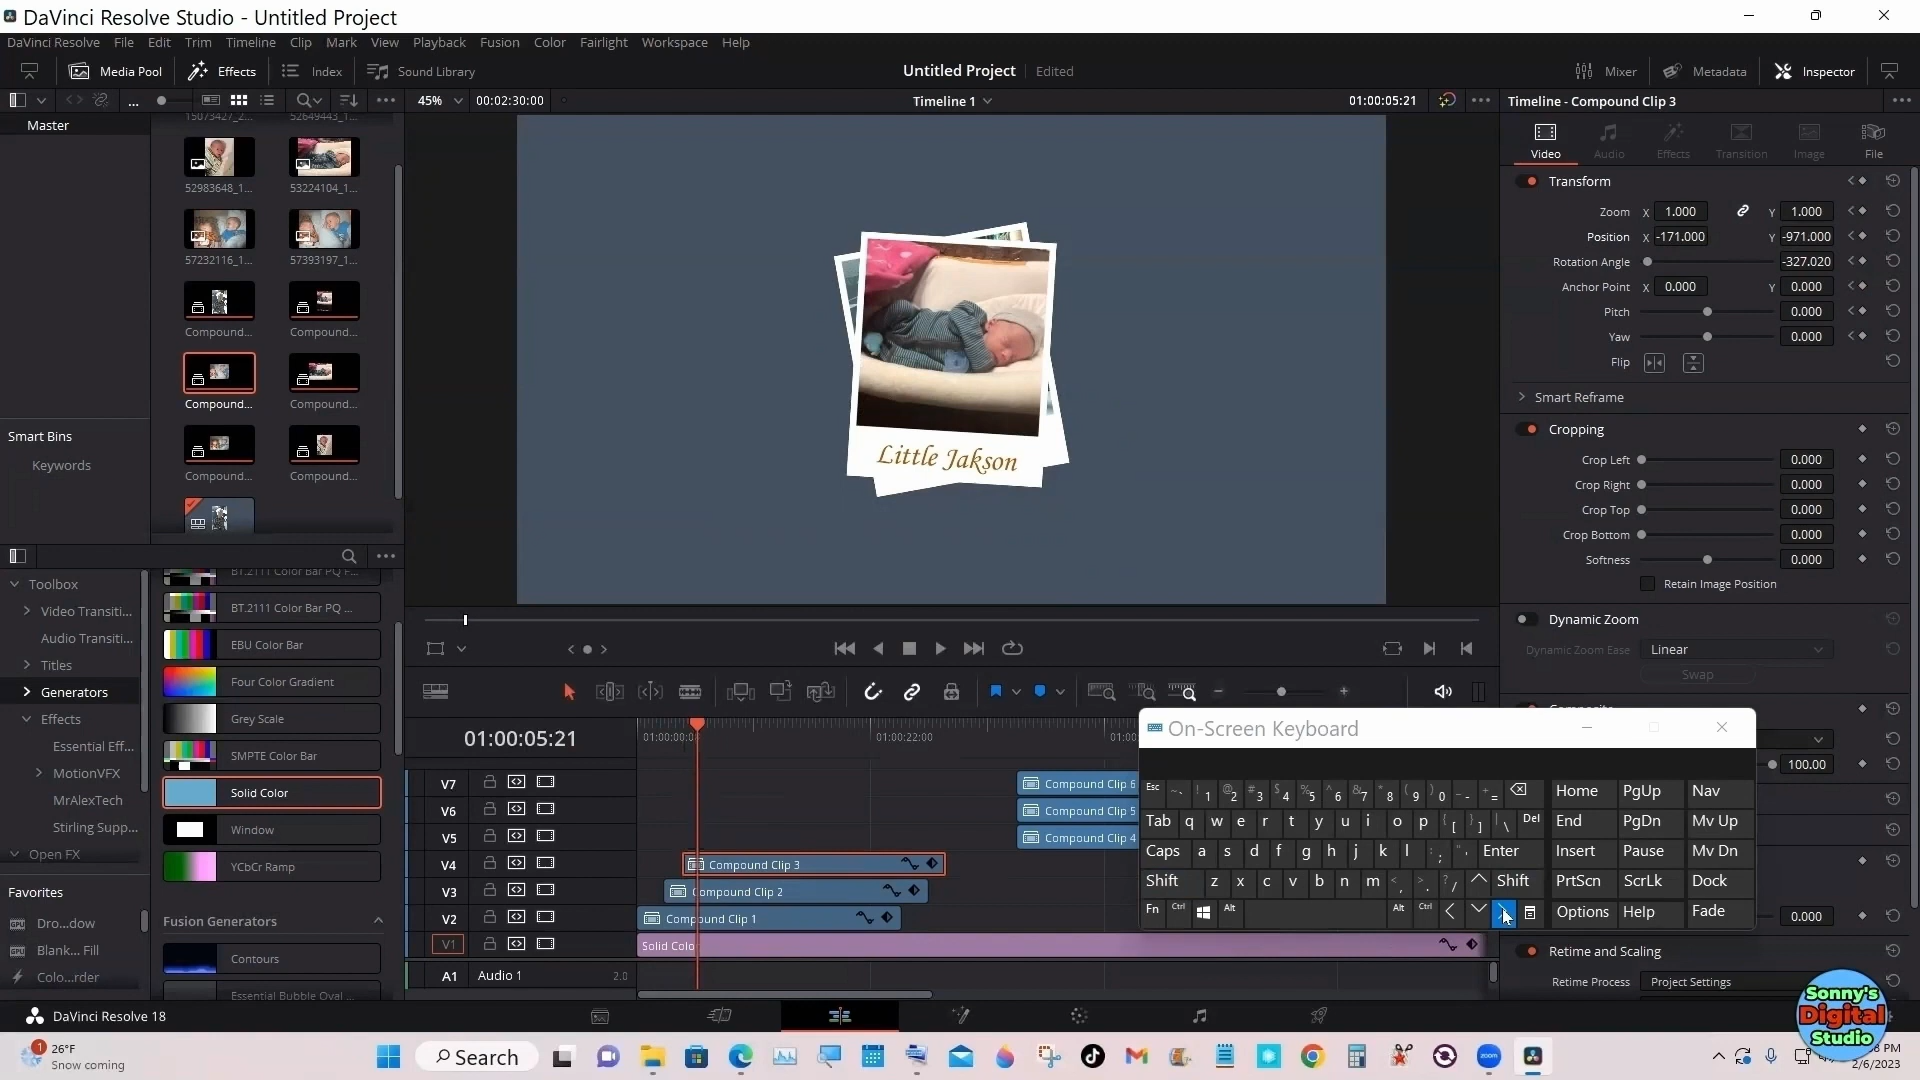 DaVinci Resolve Studio - Untitled Project
DaVinci Resolve File Edit Trim Timeline Clip Mark View Playback Fusion Color Fairlight Workspace Help
Media Pool Effects Index Sound Library
Untitled Project Edited
Mixer Metadata Inspector
45% 00:02:30:00 Timeline 1 01:00:05:21
Timeline - Compound Clip 3
Master
52983648_1... 53224104_1...
57232116_1... 57393197_1...
Compound... Compound...
Compound... Compound...
Compound... Compound...
Smart Bins
Keywords
Little Jakson
Video Audio Effects Transition Image File
Transform
Zoom X 1.000 Y 1.000
Position X -171.000 Y -971.000
Rotation Angle -327.020
Anchor Point X 0.000 Y 0.000
Pitch 0.000
Yaw 0.000
Flip
Smart Reframe
Cropping
Crop Left 0.000
Crop Right 0.000
Crop Top 0.000
Crop Bottom 0.000
Softness 0.000
Retain Image Position
Dynamic Zoom
Dynamic Zoom Ease Linear
Swap
100.00
0.000
Retime and Scaling
Retime Process Project Settings
Toolbox
Video Transiti...
Audio Transiti...
Titles
Generators
Effects
Essential Eff...
MotionVFX
MrAlexTech
Stirling Supp...
Open FX
Favorites
Dro...dow
Blank... Fill
Colo...rder
BT.2111 Color Bar PQ F...
BT.2111 Color Bar PQ ...
EBU Color Bar
Four Color Gradient
Grey Scale
SMPTE Color Bar
Solid Color
Window
YCbCr Ramp
Fusion Generators
Contours
Essential Bubble Oval ...
01:00:05:21
01:00:22:00
V7 Compound Clip 6
V6 Compound Clip 5
V5 Compound Clip 4
V4 Compound Clip 3
V3 Compound Clip 2
V2 Compound Clip 1
V1 Solid Color
A1 Audio 1 2.0
On-Screen Keyboard
Esc ~ ` ! 1 @ 2 # 3 $ 4 % 5 ^ 6 & 7 * 8 ( 9 ) 0 _ - + = Home PgUp Nav
Tab q w e r t y u i o p { [ } ] | \ Del End PgDn Mv Up
Caps a s d f g h j k l : ; " ' Enter Insert Pause Mv Dn
Shift z x c v b n m < , > . ? / Shift PrtScn ScrLk Dock
Fn Ctrl Alt Alt Ctrl Options Help Fade
DaVinci Resolve 18
Sonny's
Digital
Studio
1
26°F
Snow coming
Search
zoom
PM
2/6/2023